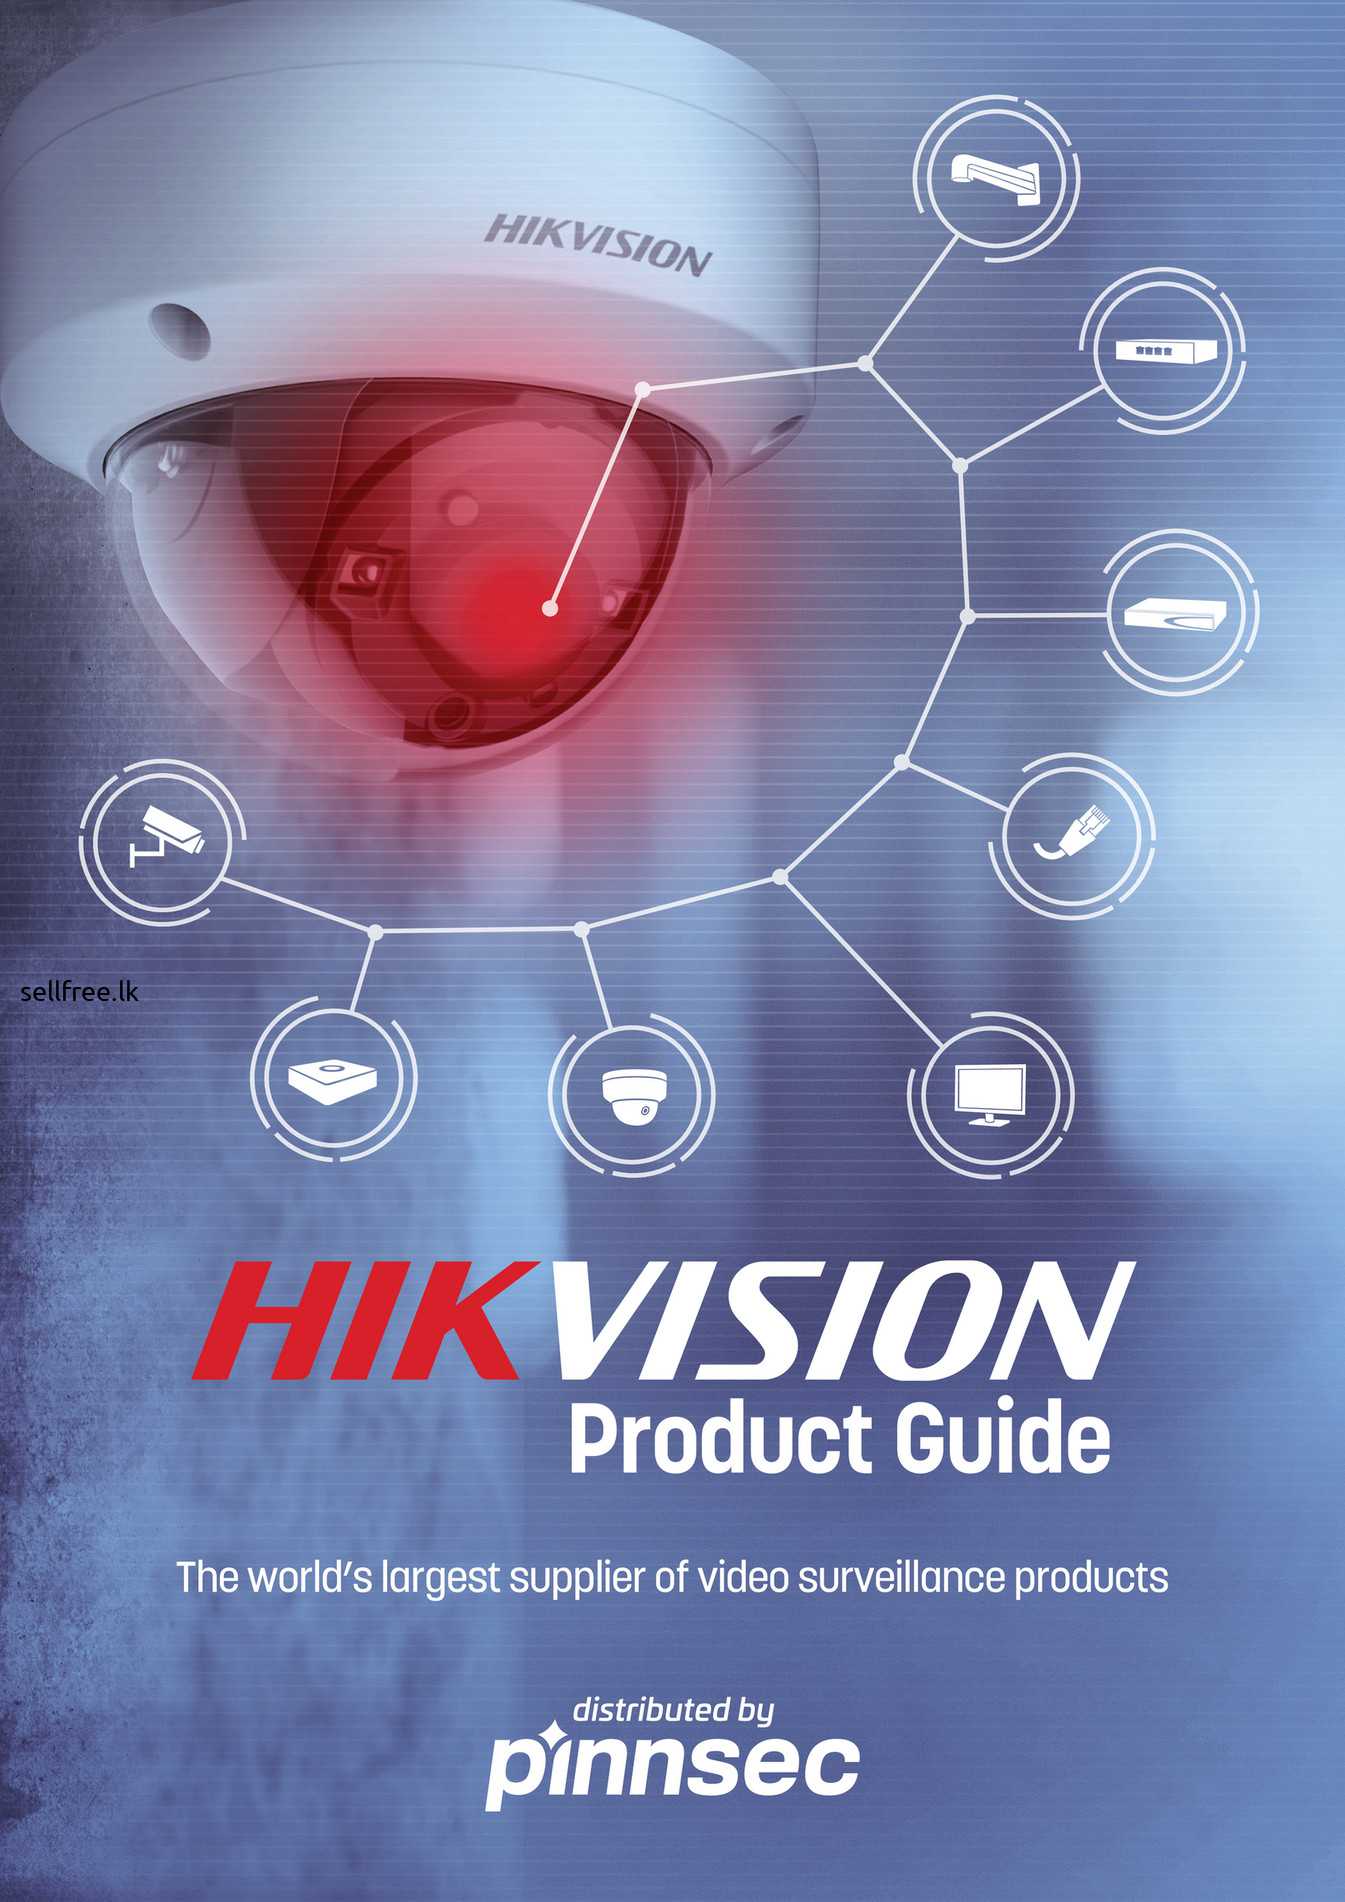 HIKVISION
sellfree.lk
HIKVISION
Product Guide
The world's largest supplier of video surveillance products
distributed by
pinnsec